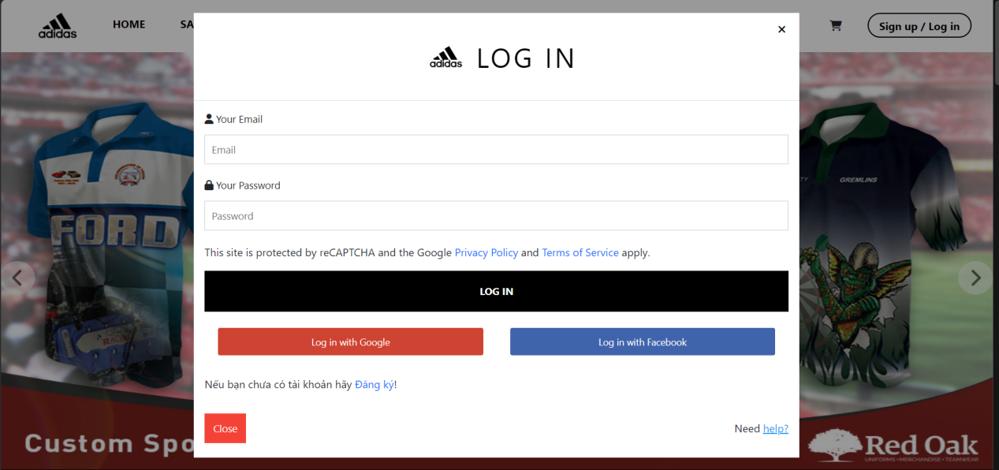 adidas
HOME
SA
Sign up / Log in
×
adidas LOG IN
Your Email
Email
Your Password
Password
This site is protected by reCAPTCHA and the Google Privacy Policy and Terms of Service apply.
LOG IN
Log in with Google
Log in with Facebook
Nếu bạn chưa có tài khoản hãy Đăng ký!
Close
Need help?
FORD
RACING
TY
GREMLINS
Custom Spo
Red Oak
UNIFORMS • MERCHANDISE • TEAMWEAR